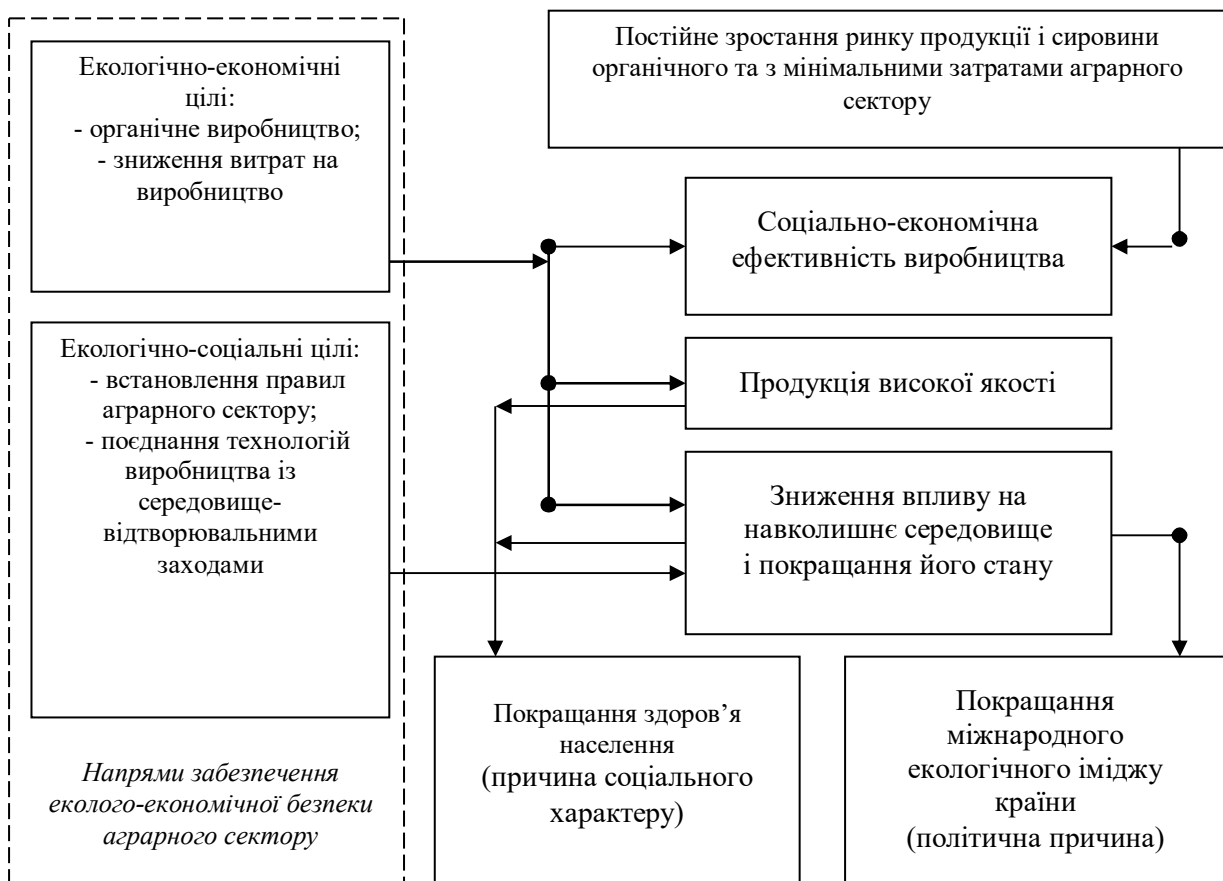 Екологічно-економічні
цілі:
- органічне виробництво;
- зниження витрат на
виробництво
Екологічно-соціальні цілі:
- встановлення правил
аграрного сектору;
- поєднання технологій
виробництва із
середовище-
відтворювальними
заходами
Напрями забезпечення
еколого-економічної безпеки
аграрного сектору
Постійне зростання ринку продукції і сировини
органічного та з мінімальними затратами аграрного
сектору
Соціально-економічна
ефективність виробництва
Продукція високої якості
Зниження впливу на
навколишнє середовище
і покращання його стану
Покращання здоров’я
населення
(причина соціального
характеру)
Покращання
міжнародного
екологічного іміджу
країни
(політична причина)